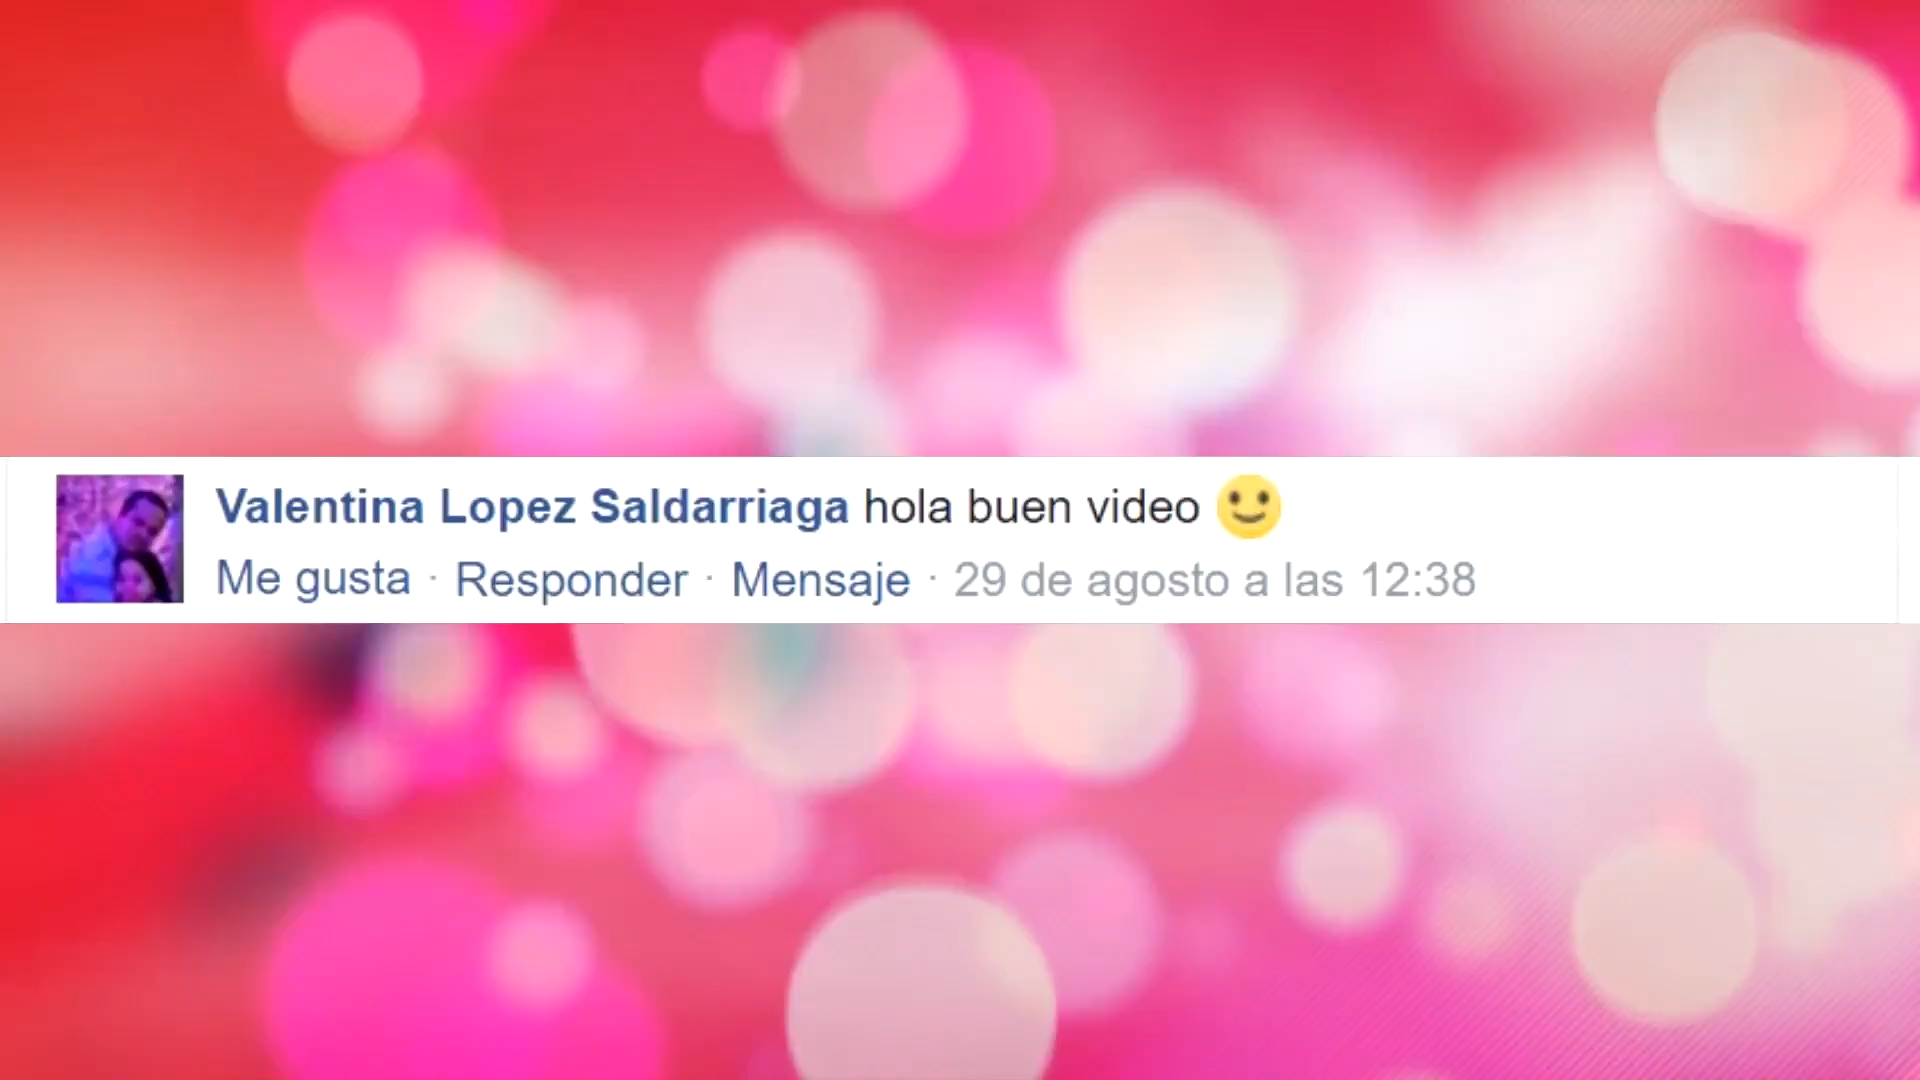 Valentina Lopez Saldarriaga hola buen video 🙂
Me gusta · Responder · Mensaje · 29 de agosto a las 12:38